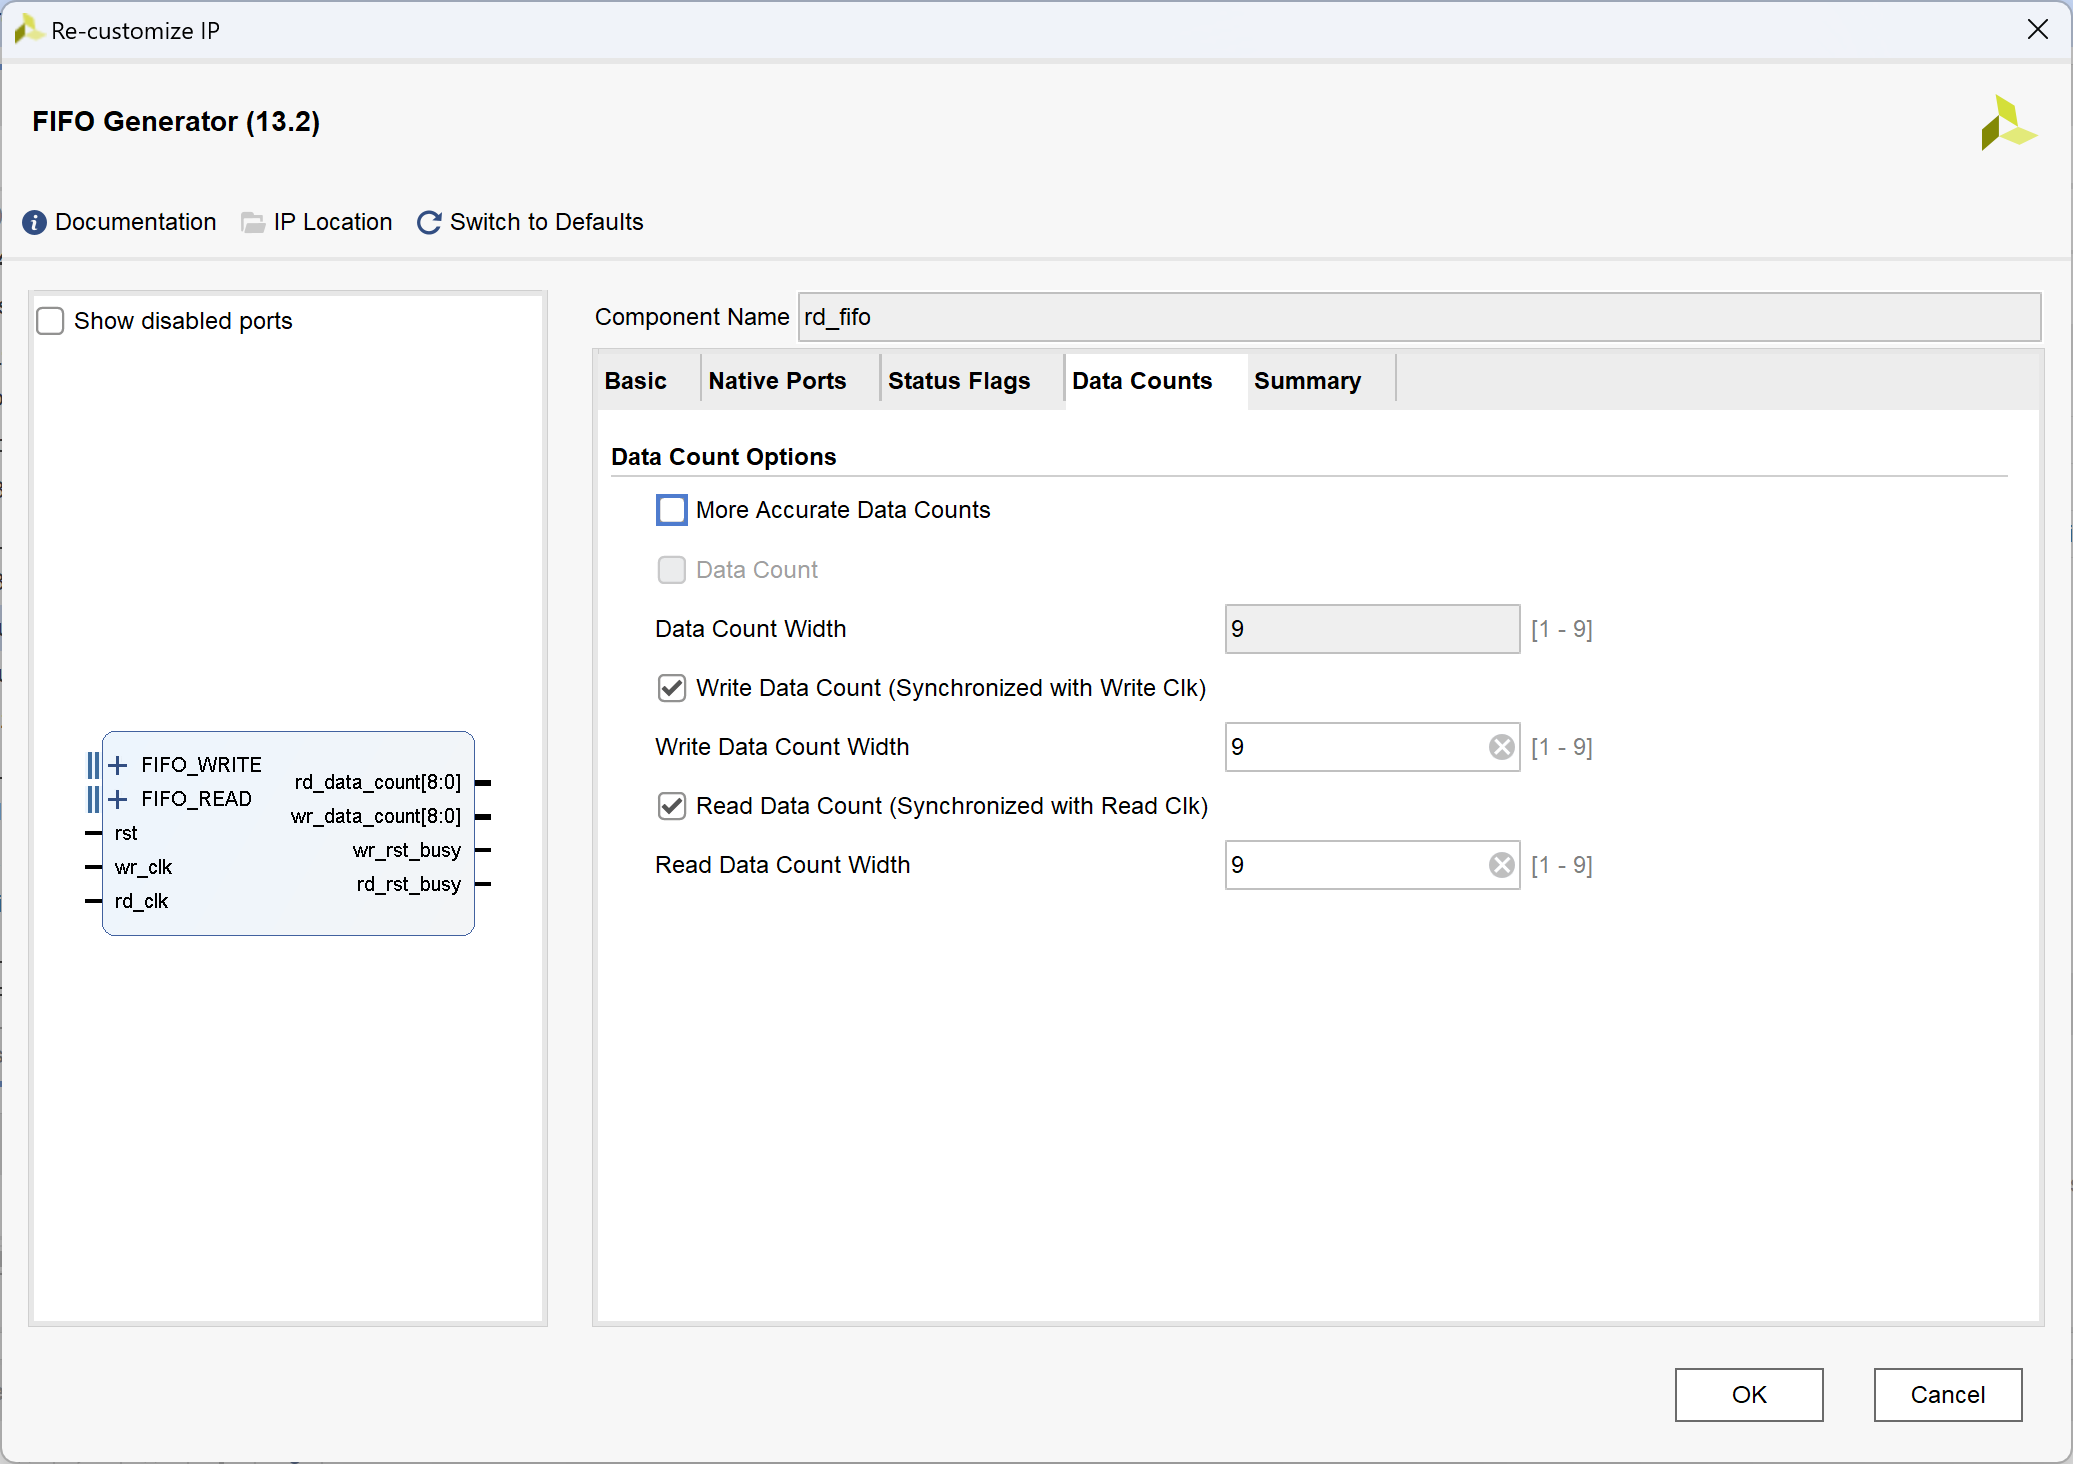 Re-customize IP
FIFO Generator (13.2)
Documentation IP Location Switch to Defaults
Show disabled ports
FIFO_WRITE
FIFO_READ
rst
wr_clk
rd_clk
rd_data_count[8:0]
wr_data_count[8:0]
wr_rst_busy
rd_rst_busy
Component Name rd_fifo
Basic Native Ports Status Flags Data Counts Summary
Data Count Options
More Accurate Data Counts
Data Count
Data Count Width 9 [1 - 9]
Write Data Count (Synchronized with Write Clk)
Write Data Count Width 9 [1 - 9]
Read Data Count (Synchronized with Read Clk)
Read Data Count Width 9 [1 - 9]
OK Cancel